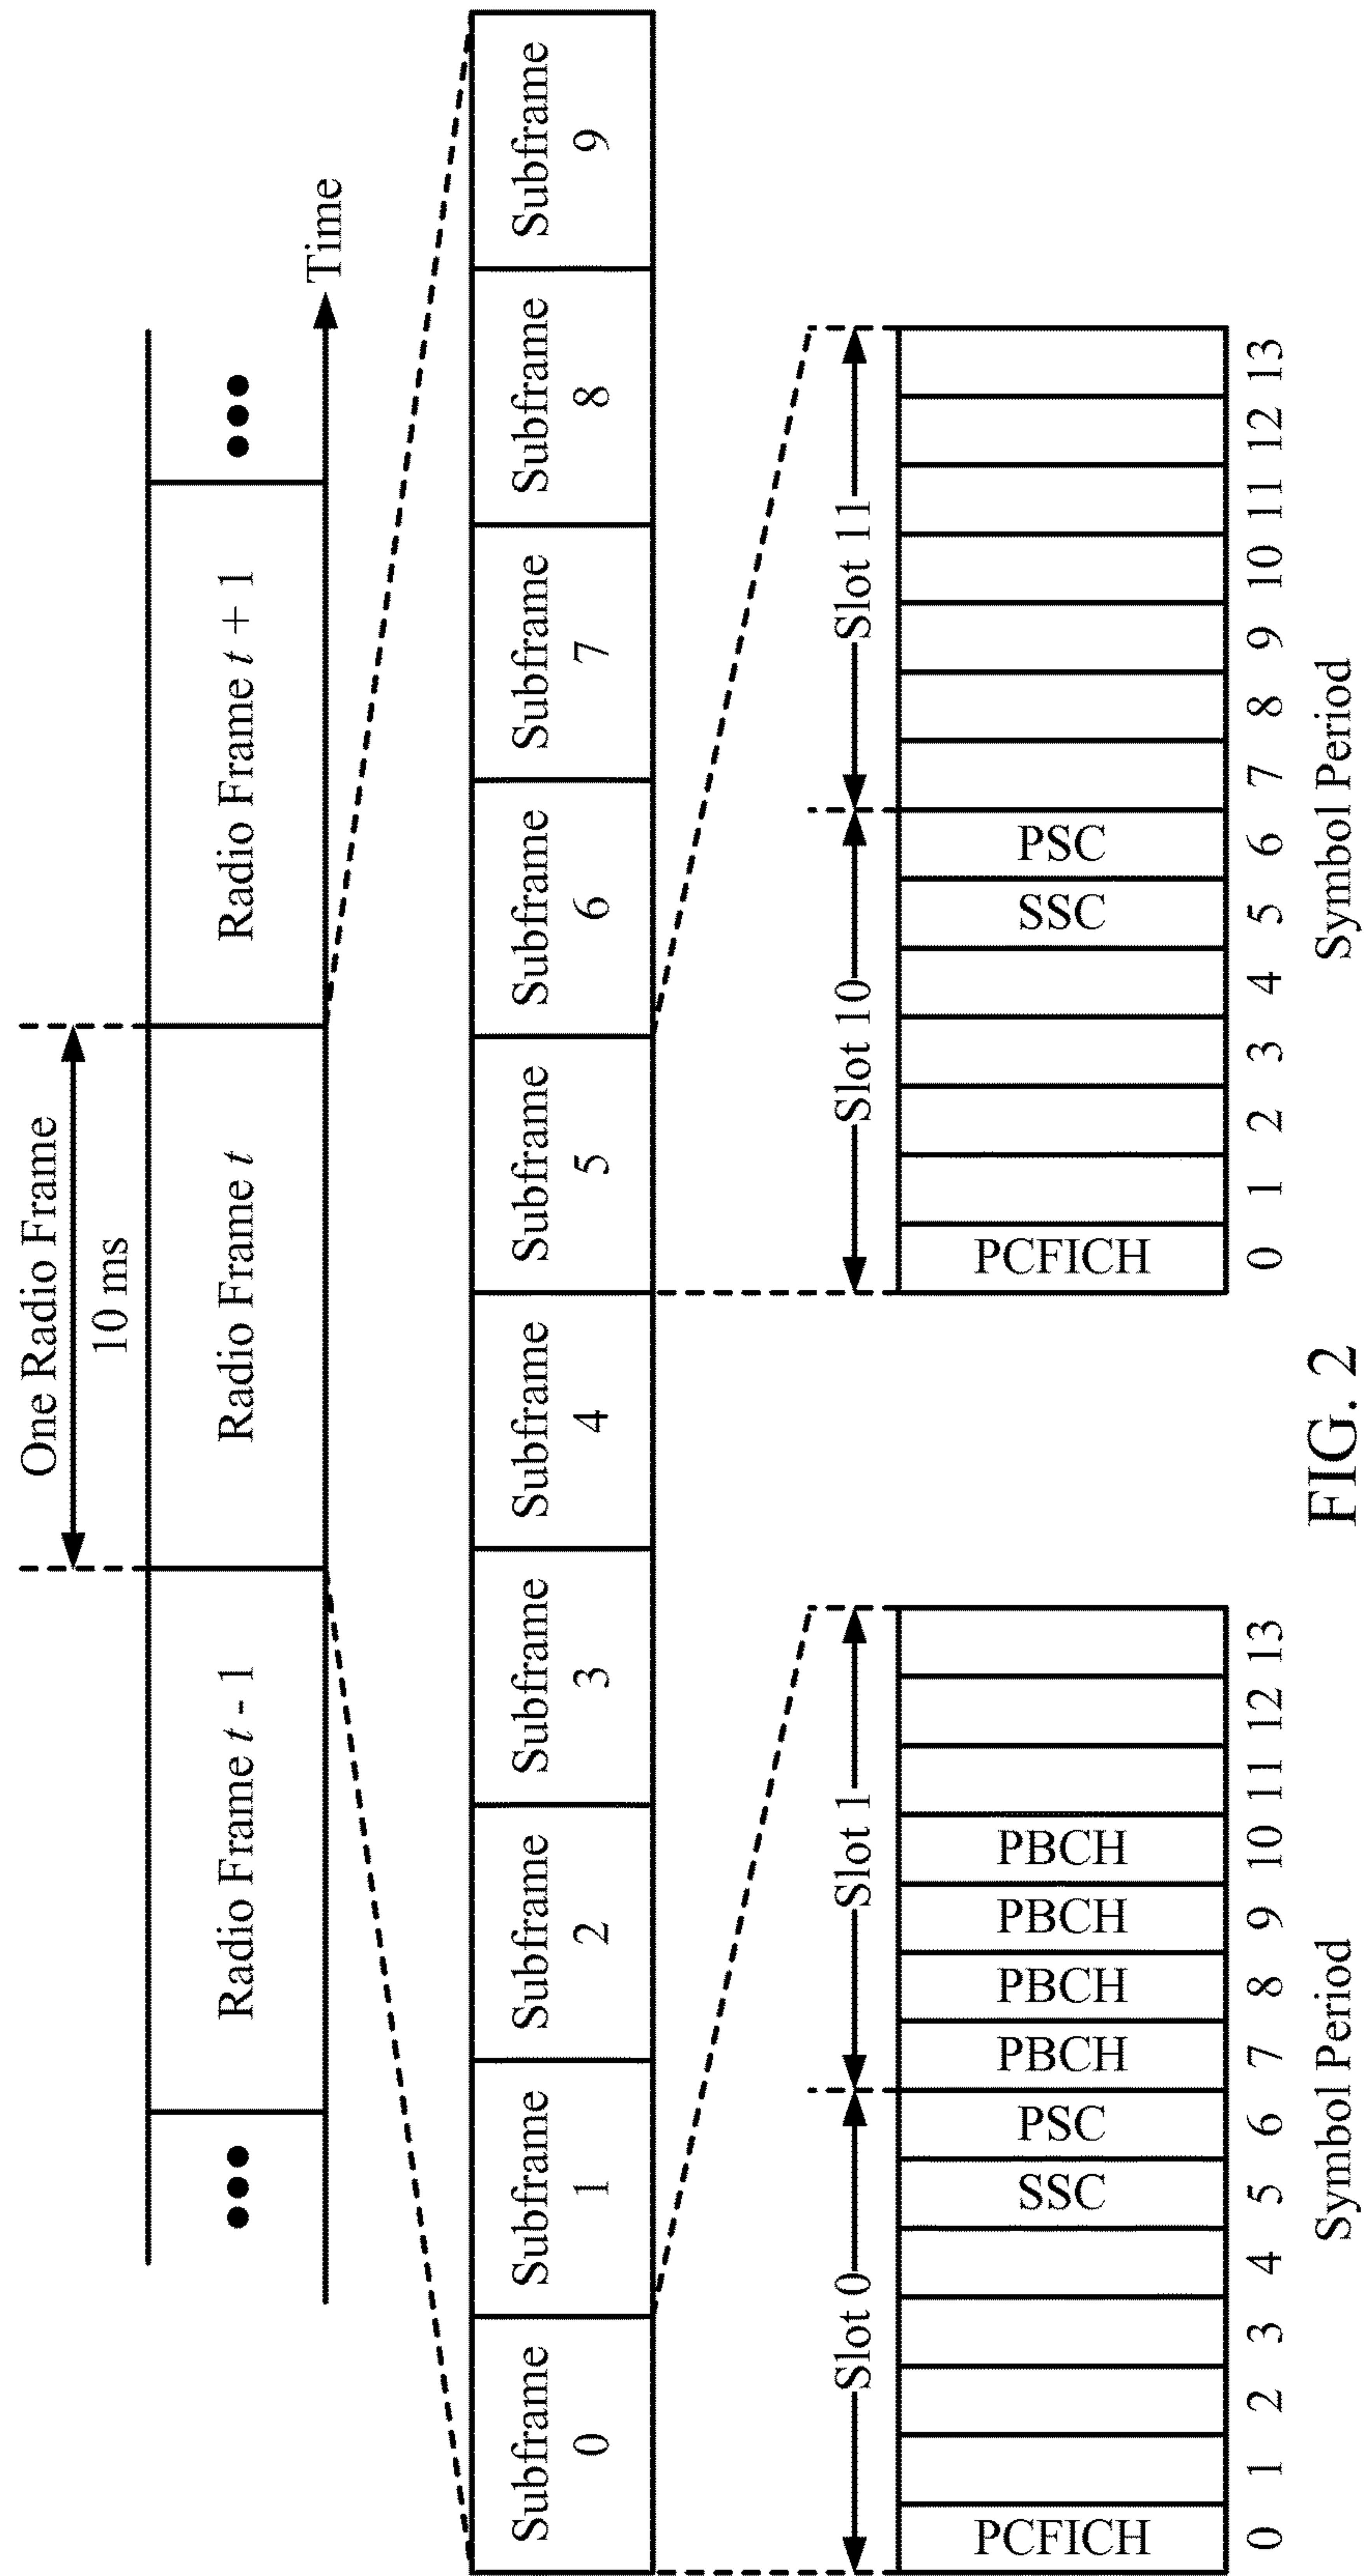 One Radio Frame
10 ms
●●●
Radio Frame t - 1
Radio Frame t
Radio Frame t + 1
●●●
Time
Subframe
0
Subframe
1
Subframe
2
Subframe
3
Subframe
4
Subframe
5
Subframe
6
Subframe
7
Subframe
8
Subframe
9
Slot 0
Slot 1
PCFICH
SSC
PSC
PBCH
PBCH
PBCH
PBCH
0 1 2 3 4 5 6 7 8 9 10 11 12 13
Symbol Period
Slot 10
Slot 11
PCFICH
SSC
PSC
0 1 2 3 4 5 6 7 8 9 10 11 12 13
Symbol Period
FIG. 2